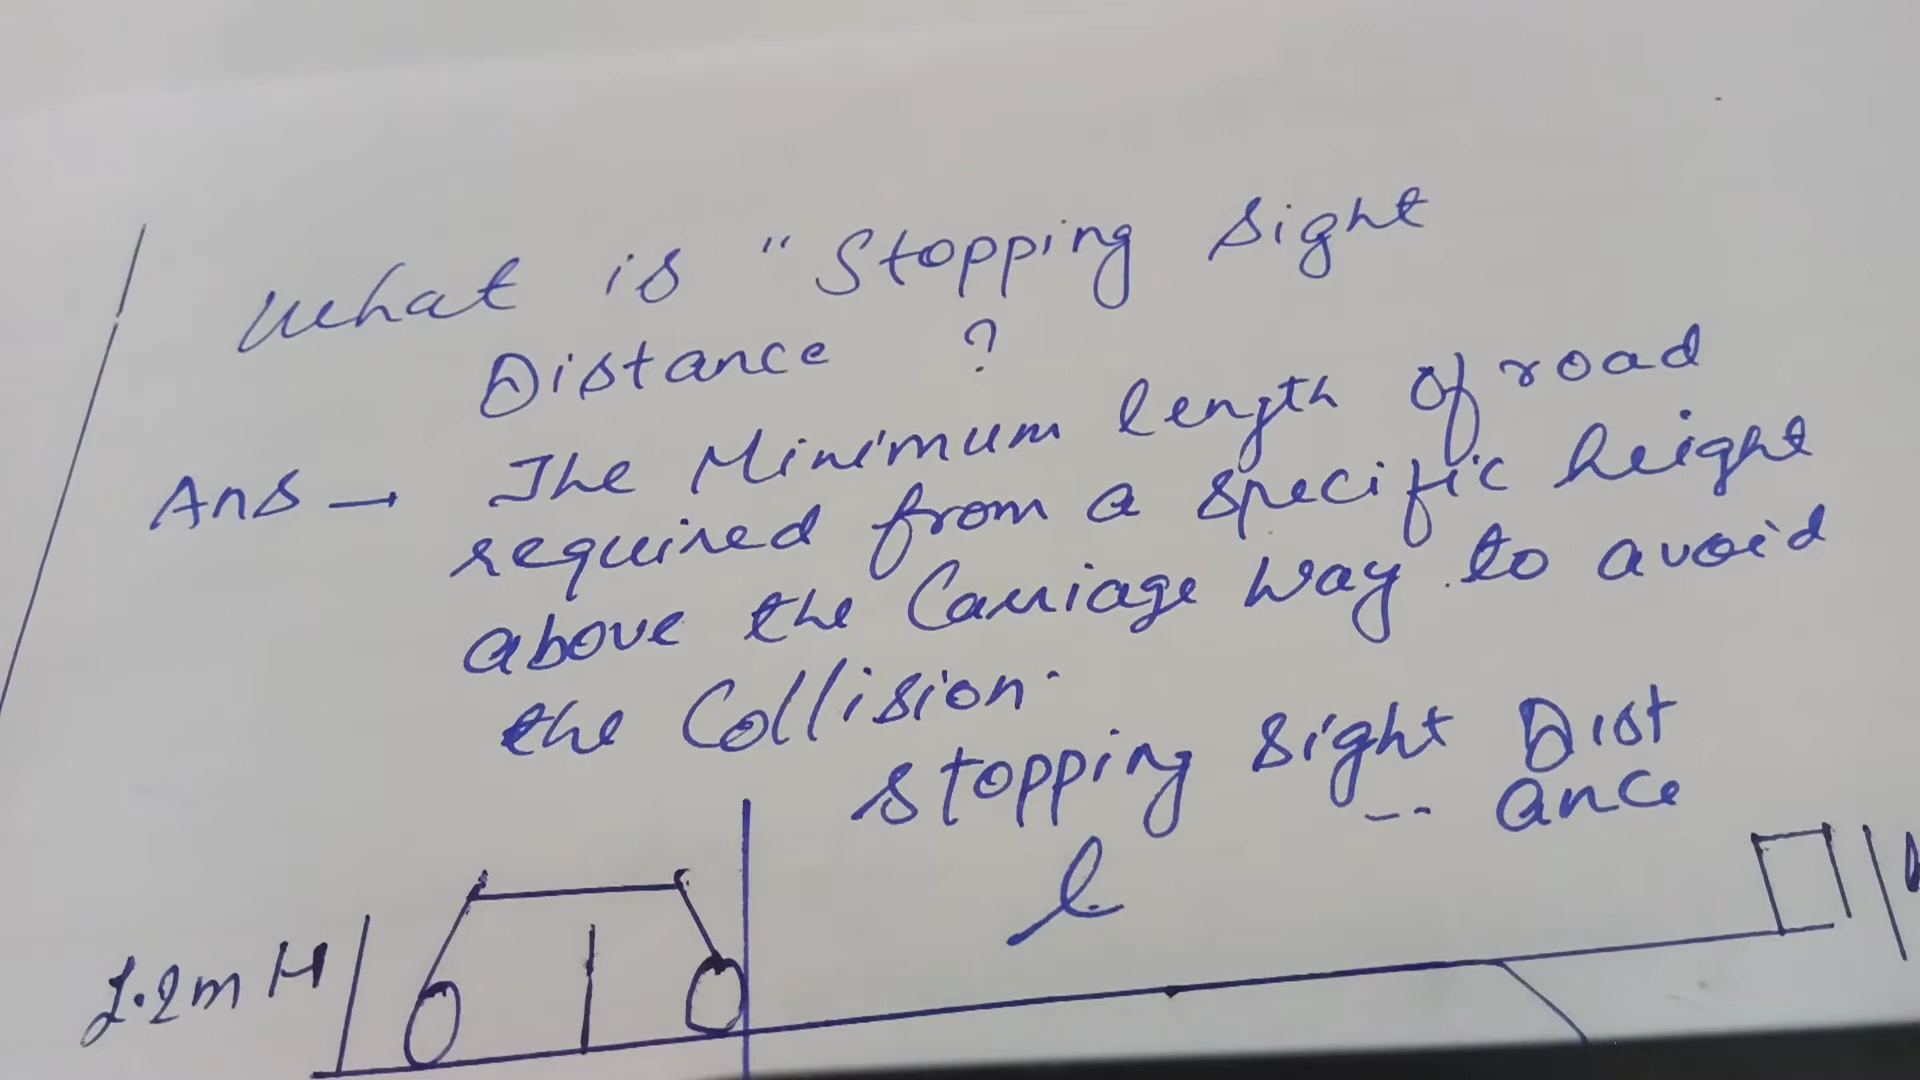 What is "Stopping Sight
Distance ?
Ans → The Minimum length of road
required from a specific height
above the Carriage way to avoid
the Collision.
Stopping Sight Dist
-- ance
l
1.2m H